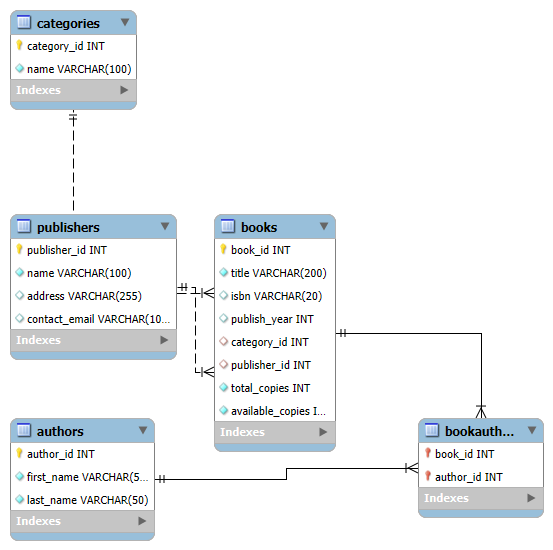 categories
category_id INT
name VARCHAR(100)
Indexes
publishers
publisher_id INT
name VARCHAR(100)
address VARCHAR(255)
contact_email VARCHAR(10...
Indexes
books
book_id INT
title VARCHAR(200)
isbn VARCHAR(20)
publish_year INT
category_id INT
publisher_id INT
total_copies INT
available_copies I...
Indexes
authors
author_id INT
first_name VARCHAR(5...
last_name VARCHAR(50)
Indexes
bookauth...
book_id INT
author_id INT
Indexes